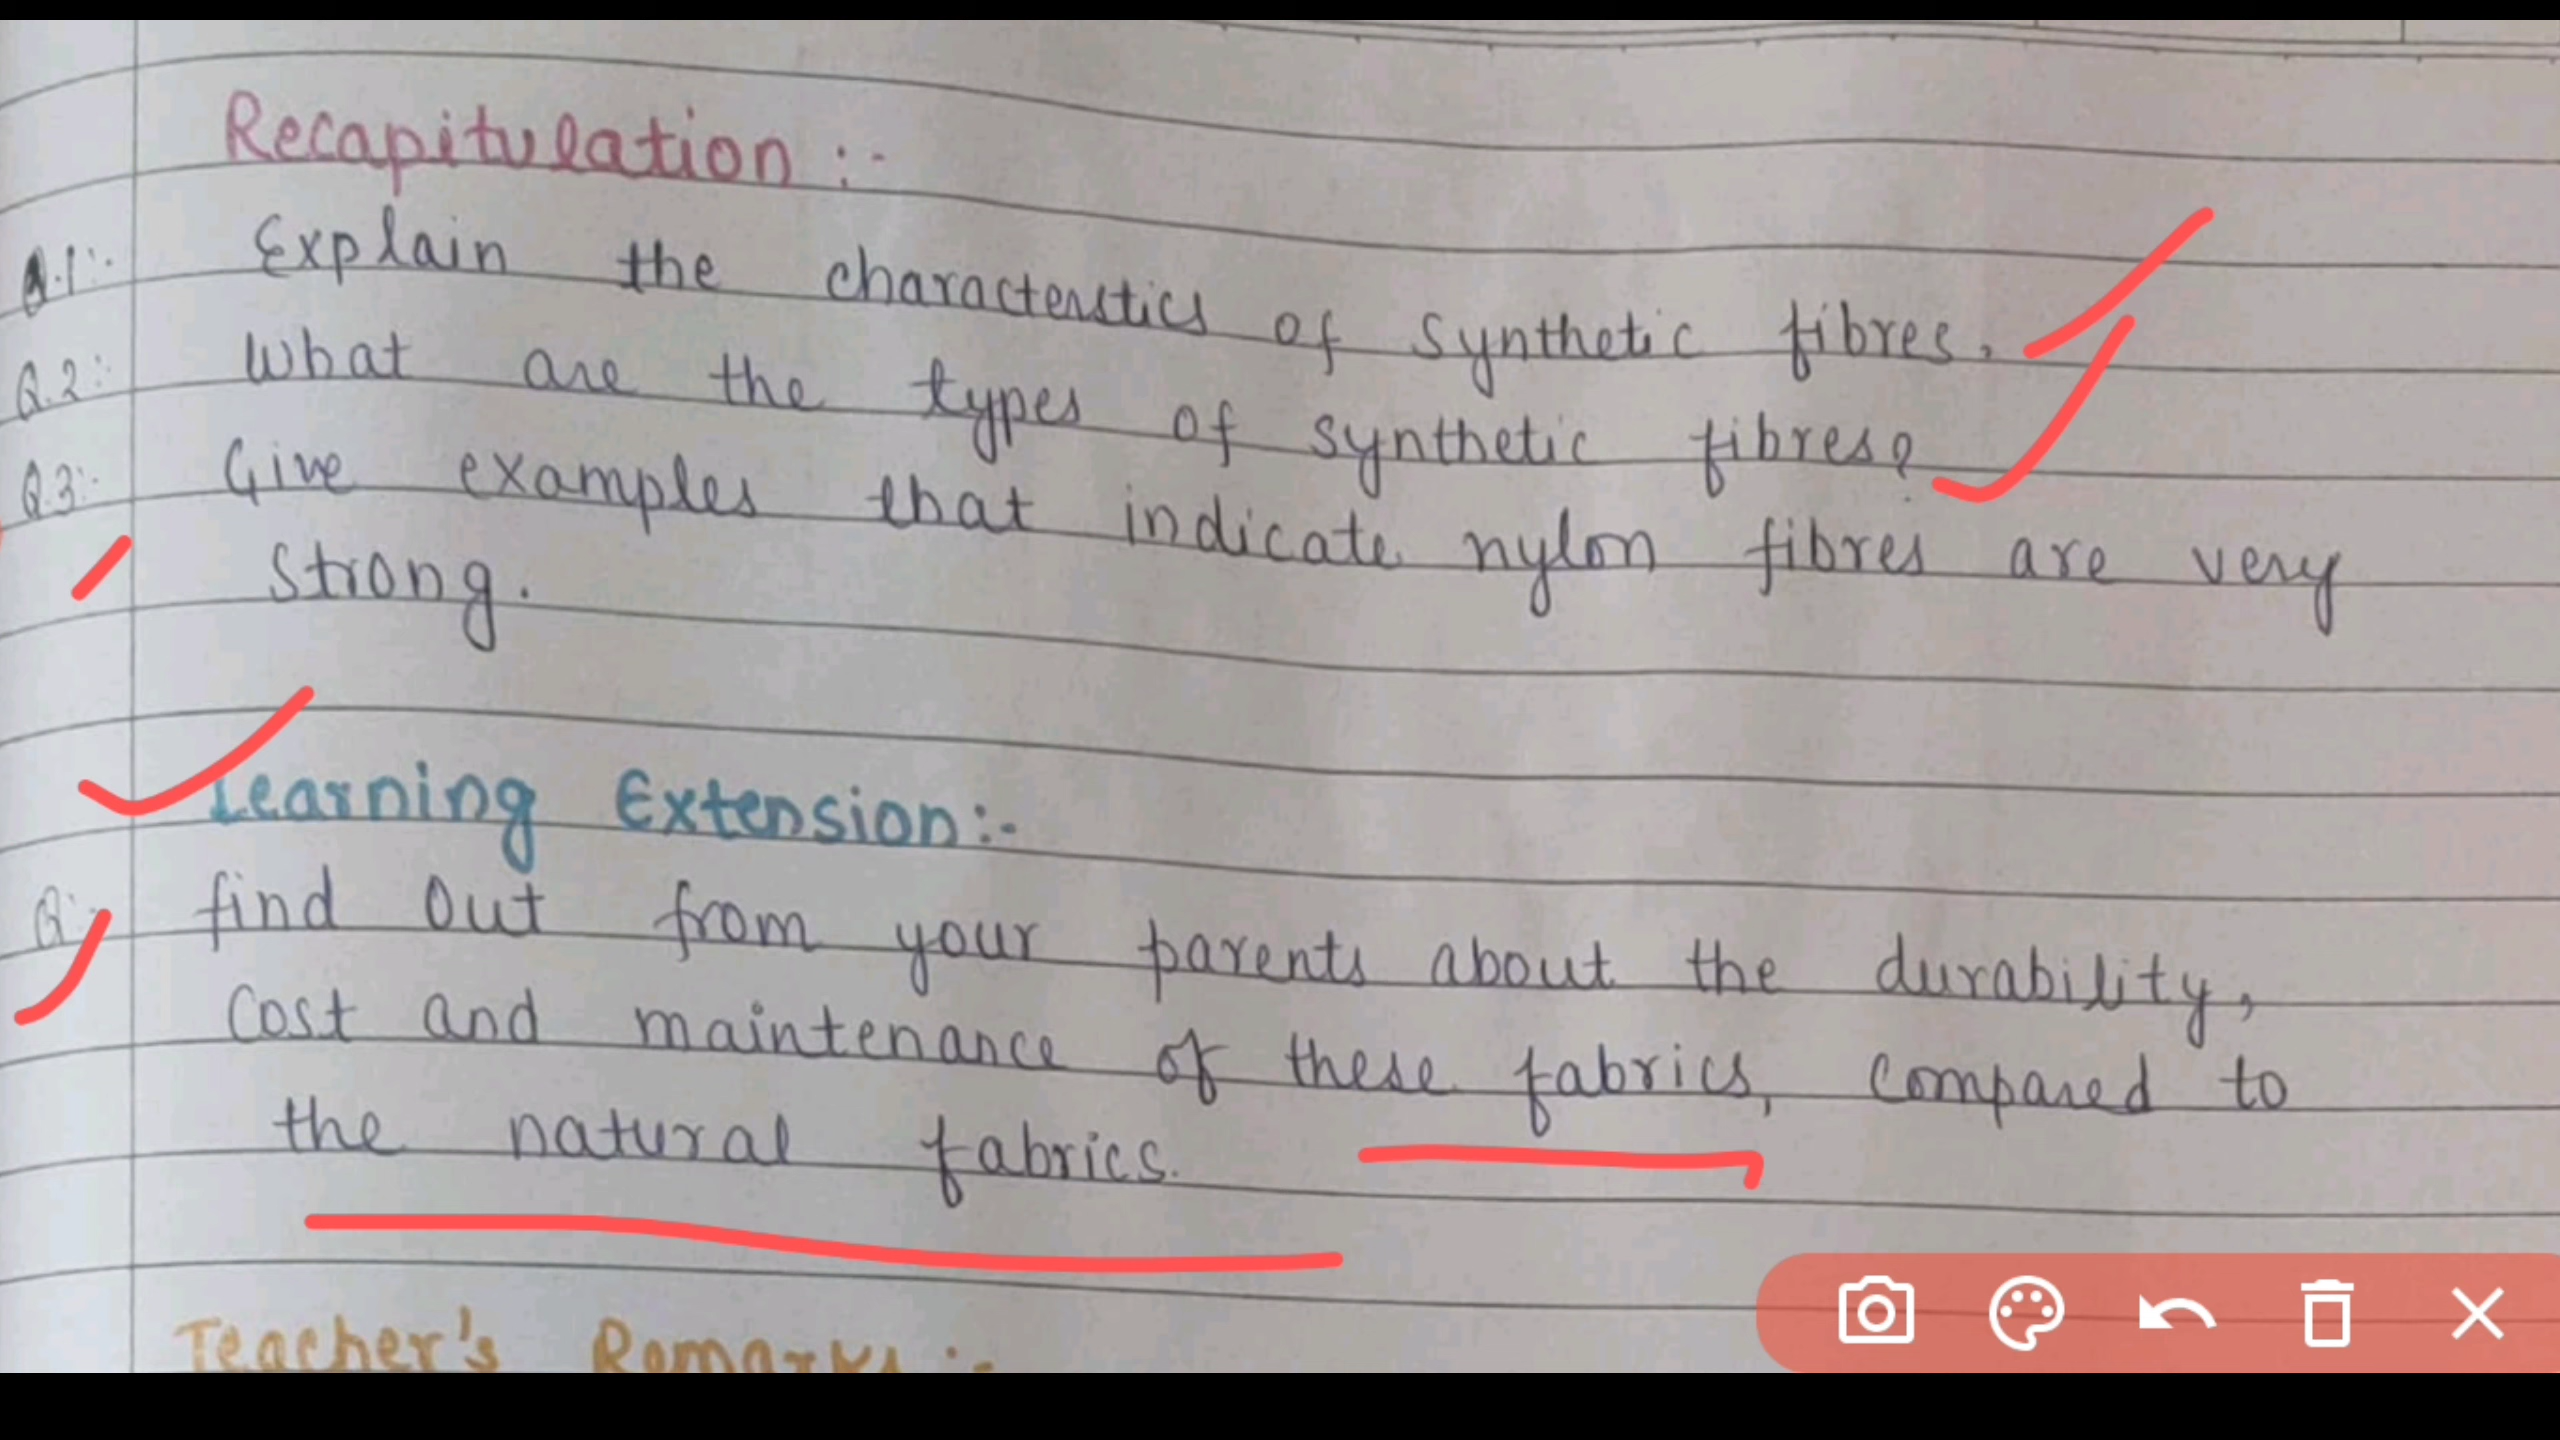 Recapitulation :-
Q.1:- Explain the characterstics of synthetic fibres.
Q.2:- What are the types of synthetic fibres?
Q.3:- Give examples that indicate nylon fibres are very
strong.
Learning Extension:-
Q:- find out from your parents about the durability,
Cost and maintenance of these fabrics, compared to
the natural fabrics.
Teacher's Remarks :-